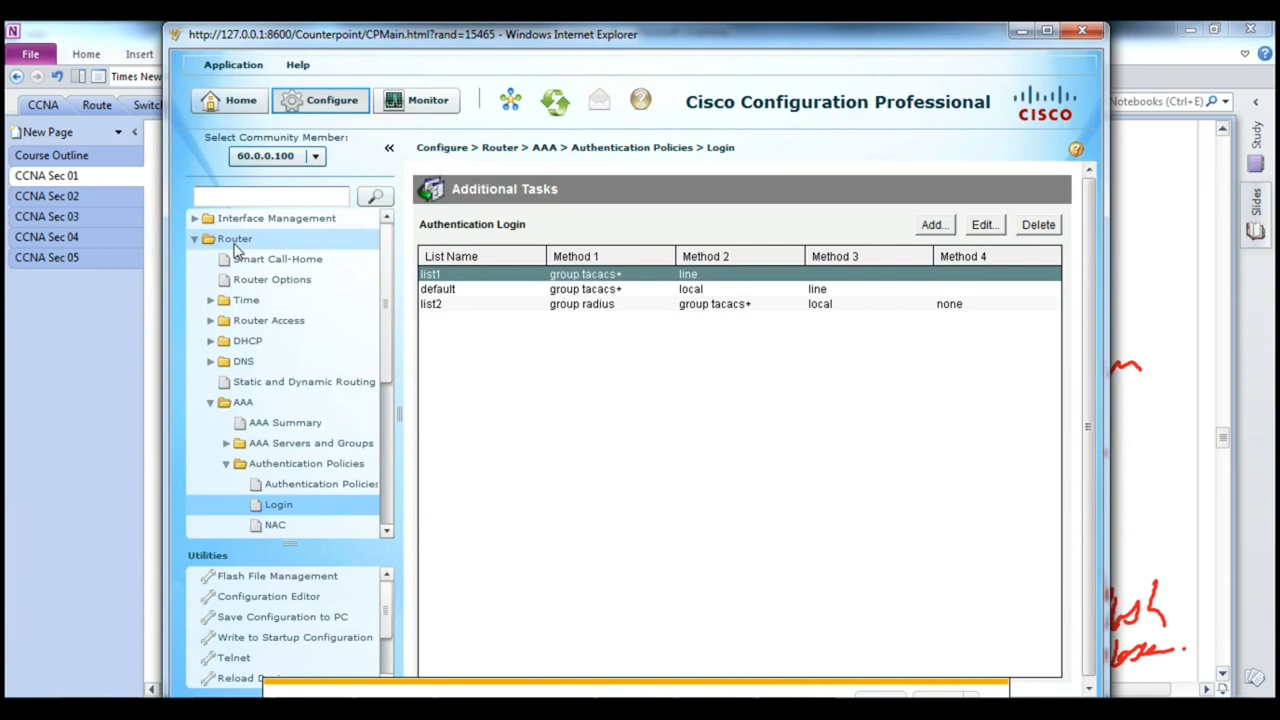 http://127.0.0.1:8600/Counterpoint/CPMain.html?rand=15465 - Windows Internet Explorer
File Home Insert
Application Help
Times New
Home Configure Monitor
Cisco Configuration Professional
CISCO
CCNA Route Switch
Notebooks (Ctrl+E)
New Page
Select Community Member:
60.0.0.100
Configure > Router > AAA > Authentication Policies > Login
Course Outline
CCNA Sec 01
CCNA Sec 02
CCNA Sec 03
CCNA Sec 04
CCNA Sec 05
Interface Management
Router
Smart Call-Home
Router Options
Time
Router Access
DHCP
DNS
Static and Dynamic Routing
AAA
AAA Summary
AAA Servers and Groups
Authentication Policies
Authentication Policies
Login
NAC
Utilities
Flash File Management
Configuration Editor
Save Configuration to PC
Write to Startup Configuration
Telnet
Additional Tasks
Authentication Login
Add... Edit... Delete
List Name Method 1 Method 2 Method 3 Method 4
list1 group tacacs+ line
default group tacacs+ local line
list2 group radius group tacacs+ local none
Study
Slides